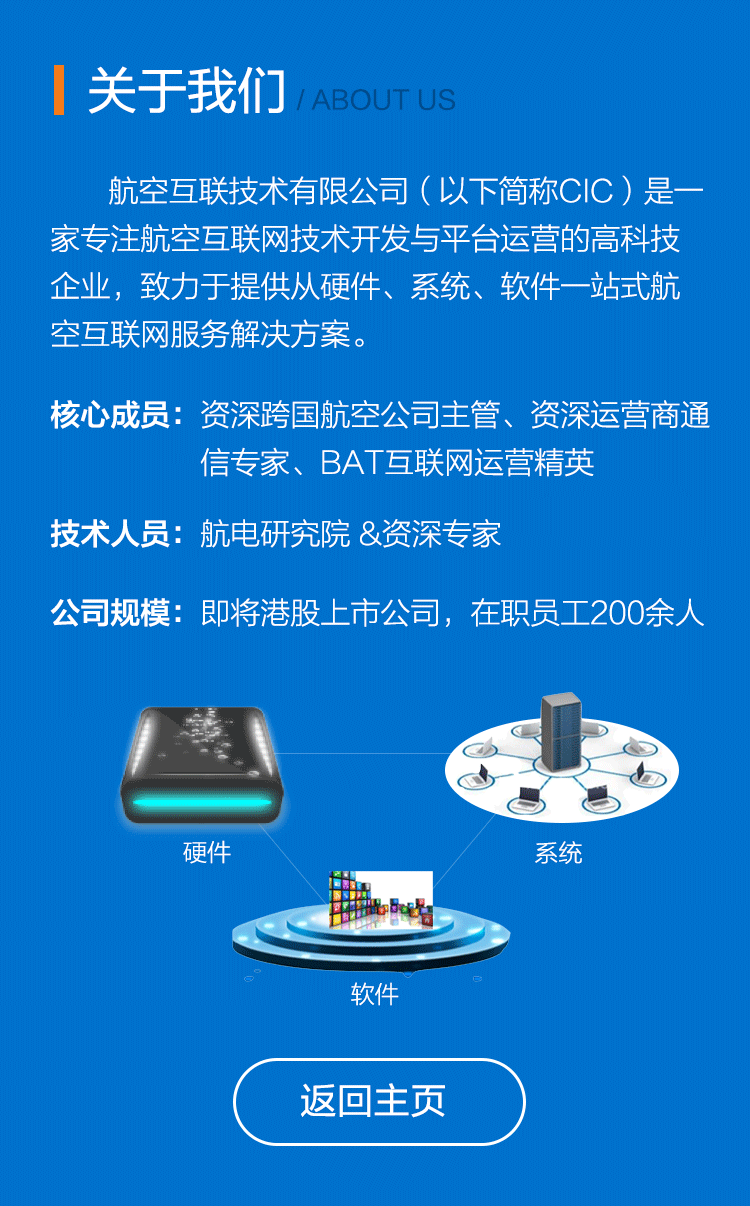 关于我们 / ABOUT US
航空互联技术有限公司（以下简称CIC）是一
家专注航空互联网技术开发与平台运营的高科技
企业，致力于提供从硬件、系统、软件一站式航
空互联网服务解决方案。
核心成员：资深跨国航空公司主管、资深运营商通
信专家、BAT互联网运营精英
技术人员：航电研究院 &资深专家
公司规模：即将港股上市公司，在职员工200余人
硬件
系统
软件
返回主页